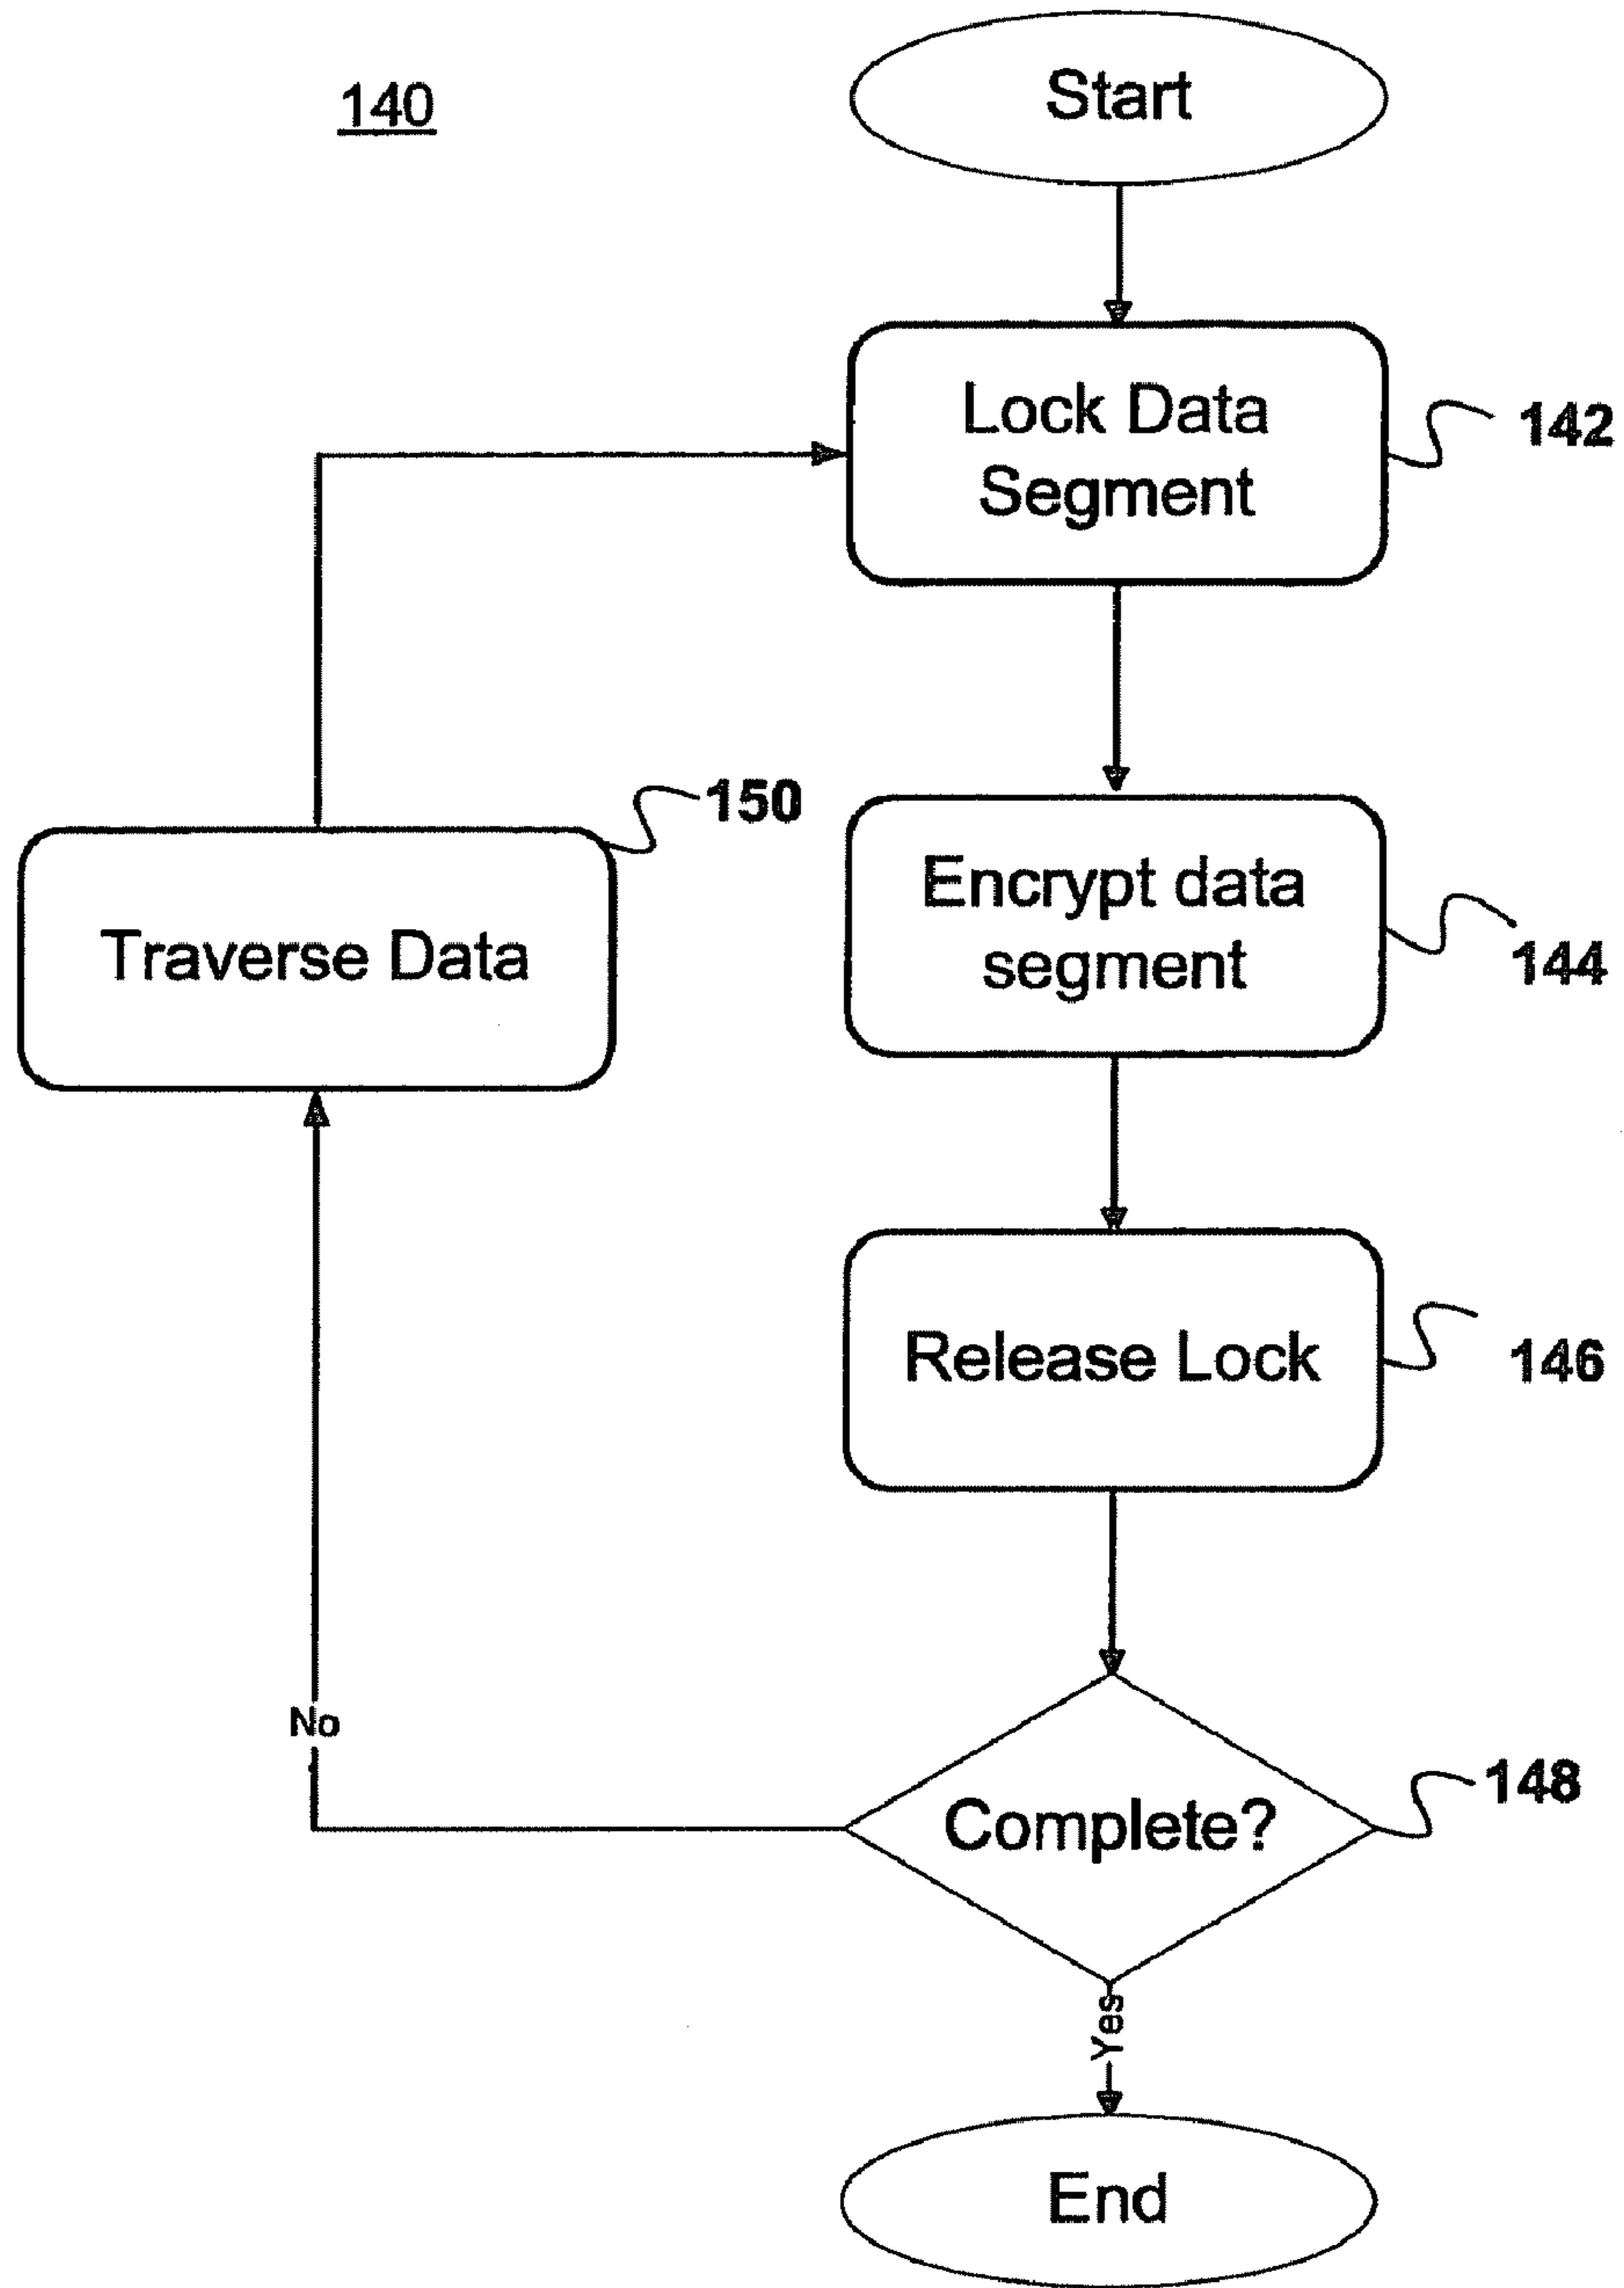 140
Start
Lock Data
Segment
142
150
Encrypt data
segment
144
Traverse Data
Release Lock
146
No
Complete?
148
Yes
End